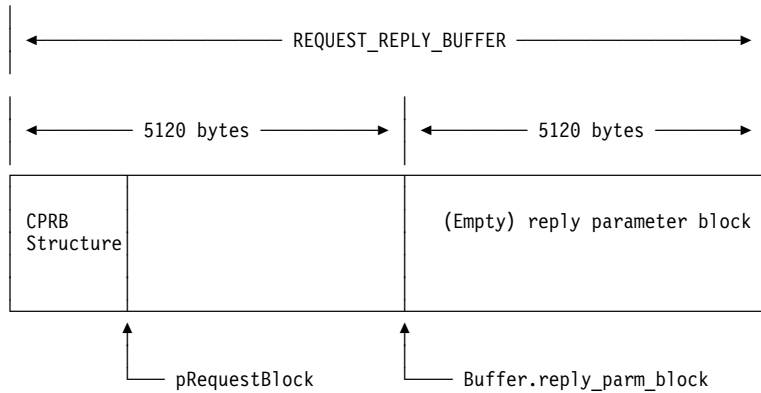 REQUEST_REPLY_BUFFER
5120 bytes 5120 bytes
CPRB (Empty) reply parameter block
Structure
pRequestBlock Buffer.reply_parm_block